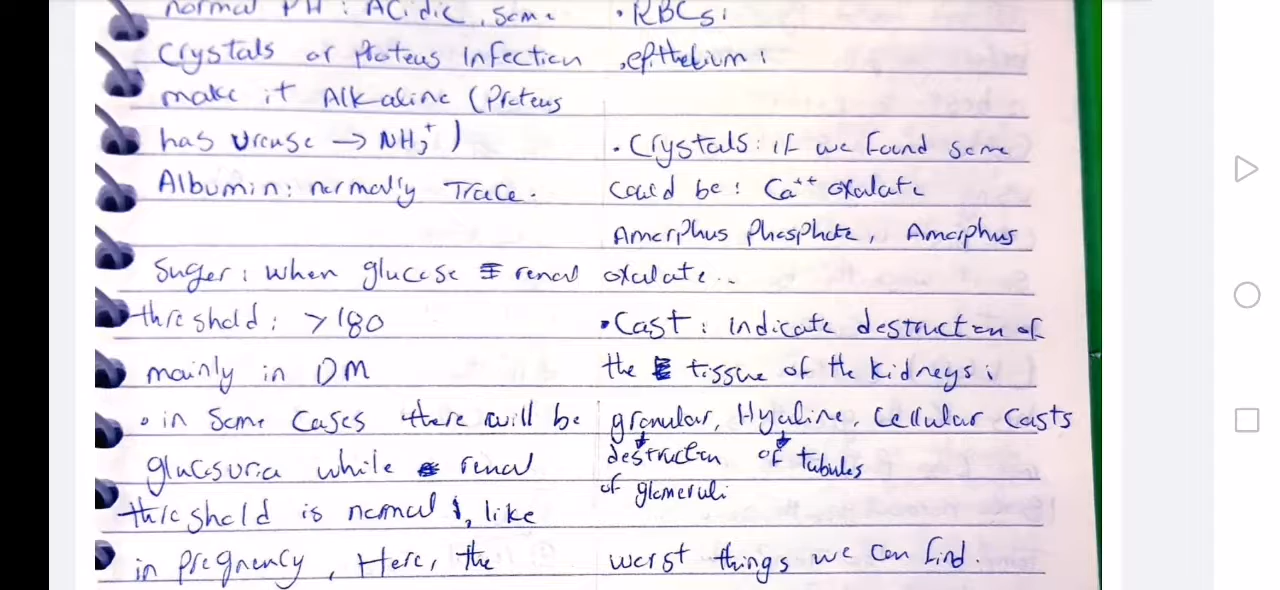 normal PH : Acidic, some
crystals or Proteus Infection
make it Alkaline (Proteus
has urease → NH3+ )
Albumin: normally Trace.
Suger: when glucose renal
threshold: >180
mainly in DM
• in some cases there will be
glucosuria while renal
threshold is normal, like
in pregnancy, Here, the
• RBCs:
• epithelium:
• Crystals: if we found some
could be: Ca++ oxalate
Amorphus Phosphate, Amorphus
oxalate..
• Cast: indicate destruction of
the tissue of the kidneys:
granular, Hyaline, Cellular Casts
destruction of tubules
of glomeruli
worst things we can find.